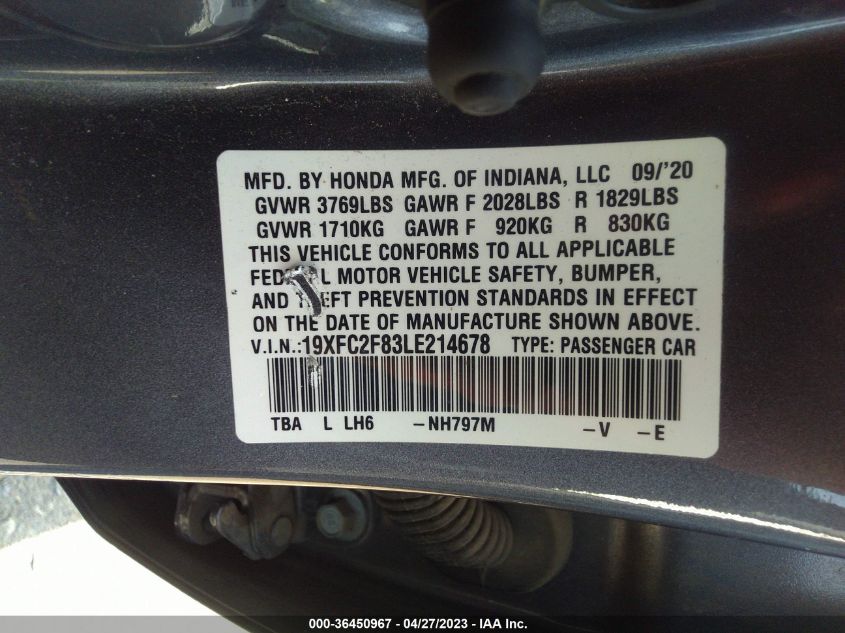 MFD. BY HONDA MFG. OF INDIANA, LLC 09/'20
GVWR 3769LBS GAWR F 2028LBS R 1829LBS
GVWR 1710KG GAWR F 920KG R 830KG
THIS VEHICLE CONFORMS TO ALL APPLICABLE
FED L MOTOR VEHICLE SAFETY, BUMPER,
AND EFT PREVENTION STANDARDS IN EFFECT
ON THE DATE OF MANUFACTURE SHOWN ABOVE.
V.I.N.:19XFC2F83LE214678 TYPE: PASSENGER CAR
TBA L LH6 -NH797M -V -E
000-36450967 - 04/27/2023 - IAA Inc.